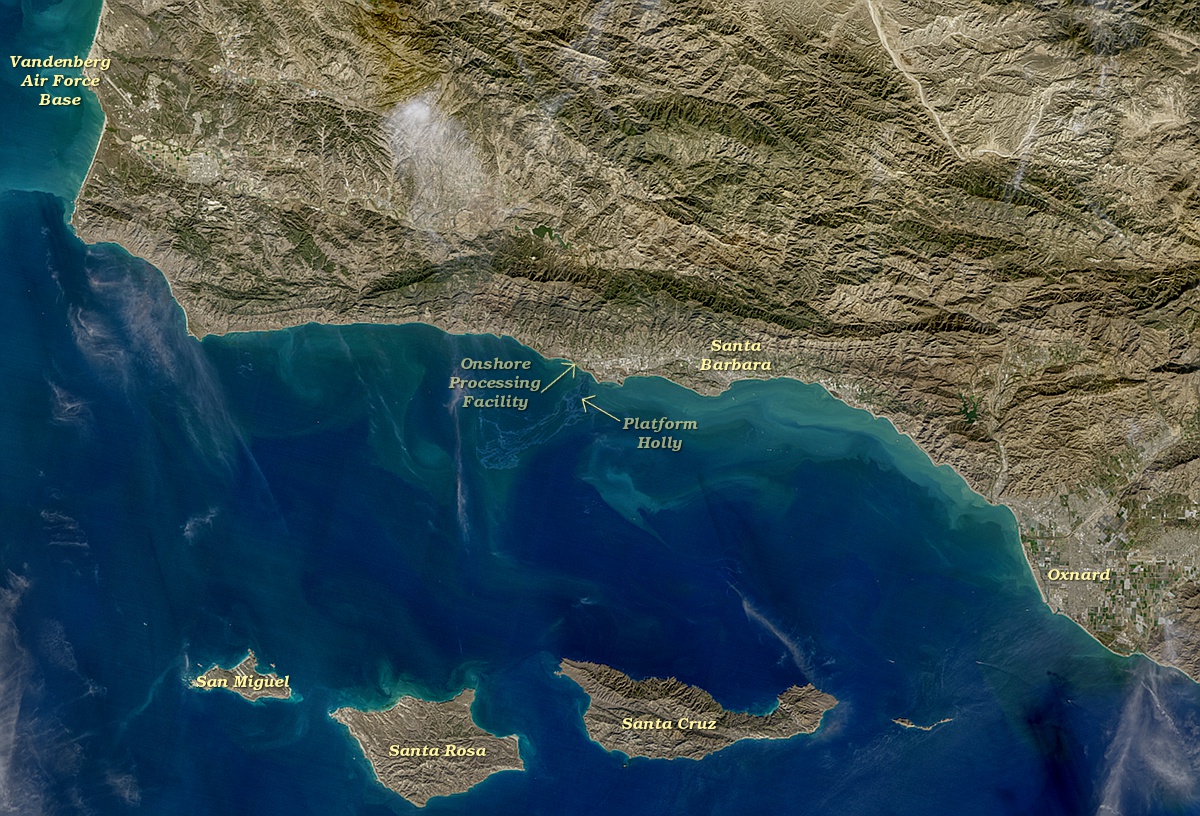 Vandenberg
Air Force
Base
Santa
Barbara
Onshore
Processing
Facility
Platform
Holly
Oxnard
San Miguel
Santa Cruz
Santa Rosa